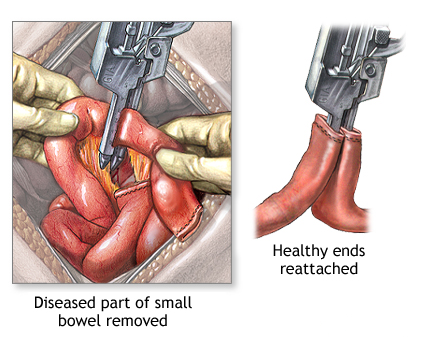 Healthy ends
reattached
Diseased part of small
bowel removed